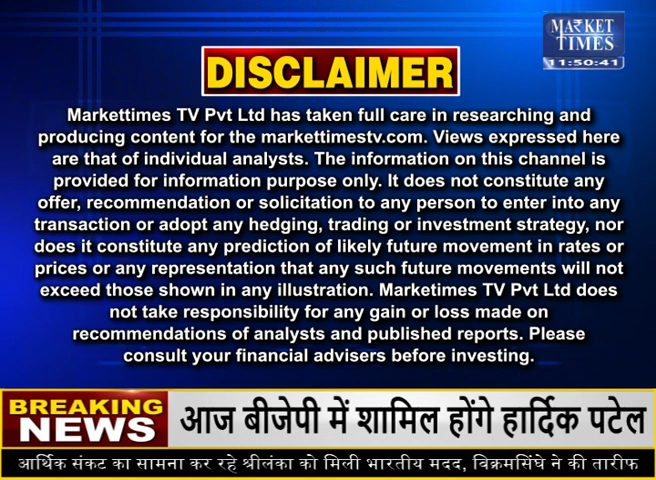 MARKET
TIMES
11:50:41
DISCLAIMER
Markettimes TV Pvt Ltd has taken full care in researching and
producing content for the markettimestv.com. Views expressed here
are that of individual analysts. The information on this channel is
provided for information purpose only. It does not constitute any
offer, recommendation or solicitation to any person to enter into any
transaction or adopt any hedging, trading or investment strategy, nor
does it constitute any prediction of likely future movement in rates or
prices or any representation that any such future movements will not
exceed those shown in any illustration. Marketimes TV Pvt Ltd does
not take responsibility for any gain or loss made on
recommendations of analysts and published reports. Please
consult your financial advisers before investing.
BREAKING
NEWS
आज बीजेपी में शामिल होंगे हार्दिक पटेल
आर्थिक संकट का सामना कर रहे श्रीलंका को मिली भारतीय मदद, विक्रमसिंघे ने की तारीफ